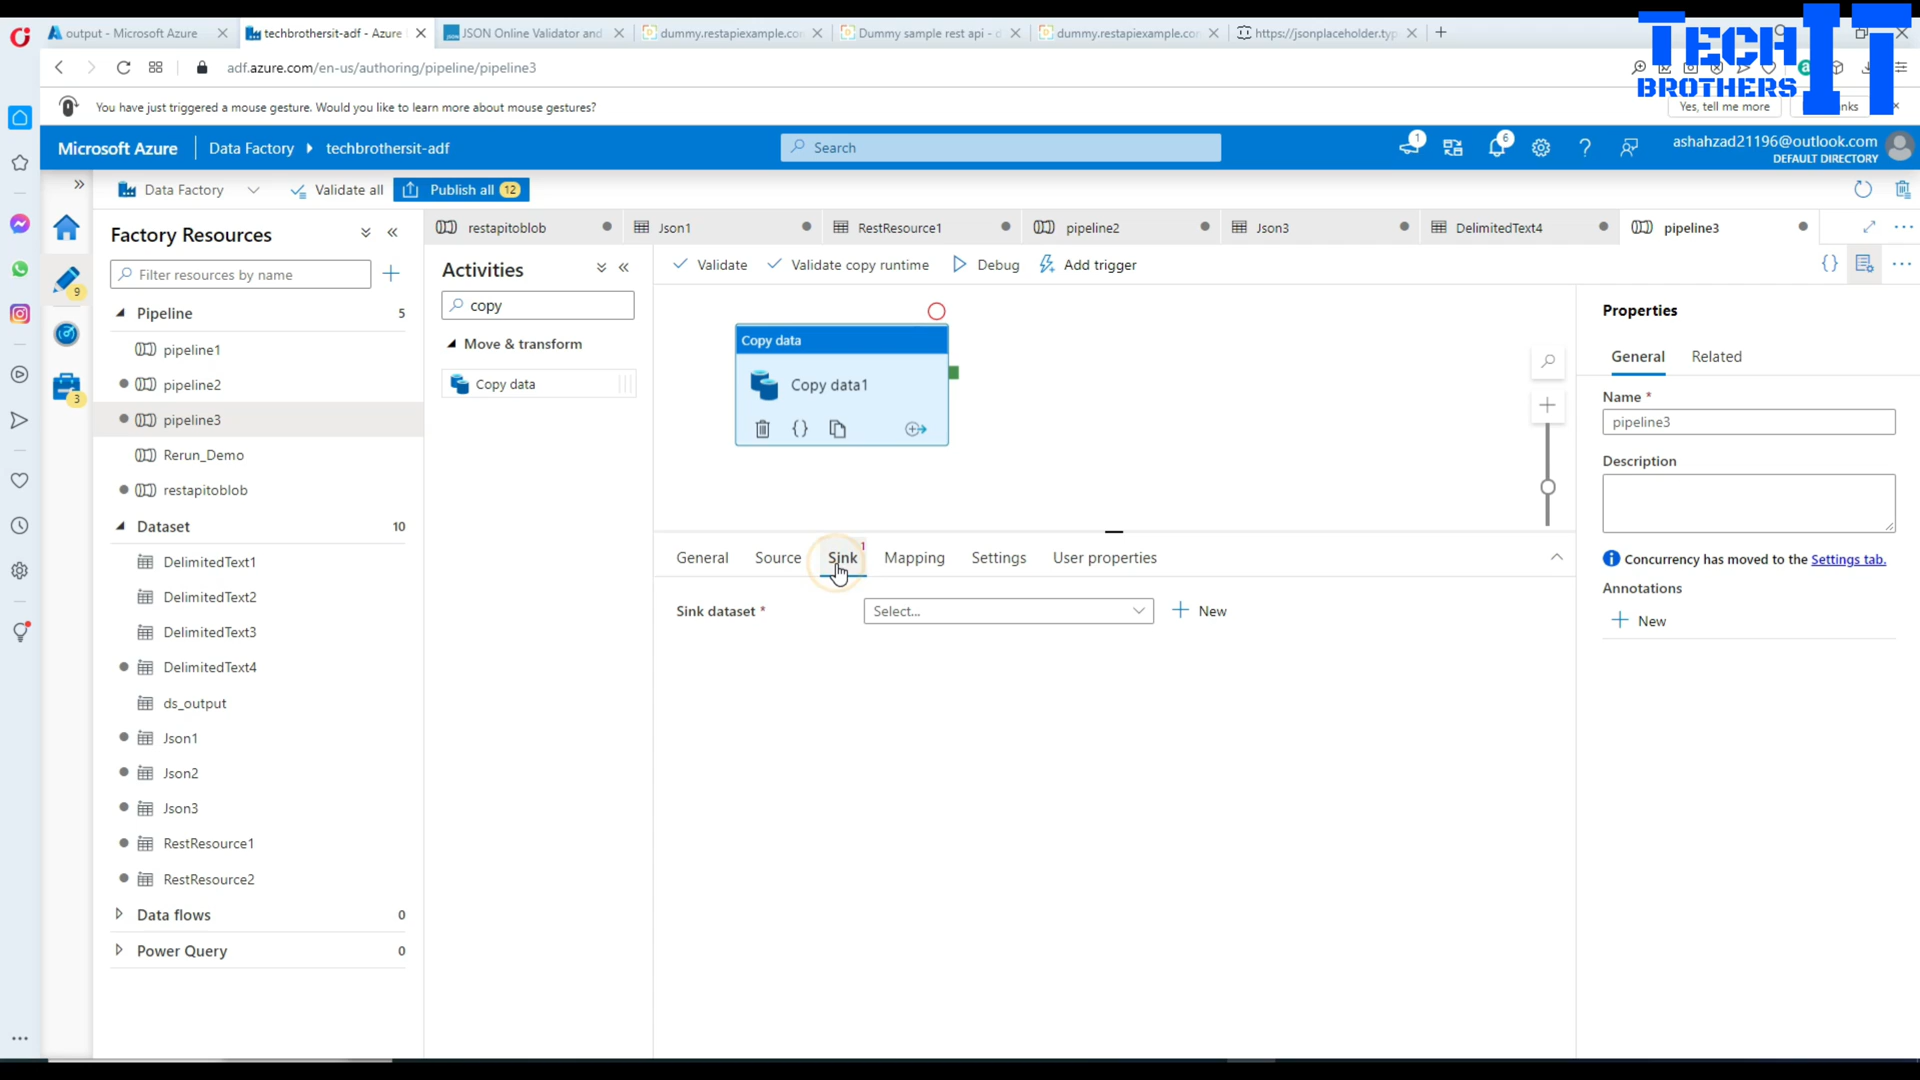 output - Microsoft Azure
techbrothersit-adf - Azure
JSON Online Validator and
dummy.restapiexample.co
Dummy sample rest api - d
dummy.restapiexample.co
https://jsonplaceholder.typ
TECH
BROTHERS
IT
adf.azure.com/en-us/authoring/pipeline/pipeline3
You have just triggered a mouse gesture. Would you like to learn more about mouse gestures?
Yes, tell me more
Microsoft Azure
Data Factory
techbrothersit-adf
Search
1
6
ashahzad21196@outlook.com
DEFAULT DIRECTORY
Data Factory
Validate all
Publish all 12
Factory Resources
restapitoblob
Json1
RestResource1
pipeline2
Json3
DelimitedText4
pipeline3
Filter resources by name
9
3
Pipeline 5
pipeline1
pipeline2
pipeline3
Rerun_Demo
restapitoblob
Dataset 10
DelimitedText1
DelimitedText2
DelimitedText3
DelimitedText4
ds_output
Json1
Json2
Json3
RestResource1
RestResource2
Data flows 0
Power Query 0
Activities
copy
Move & transform
Copy data
Validate
Validate copy runtime
Debug
Add trigger
Copy data
Copy data1
General
Source
Sink 1
Mapping
Settings
User properties
Sink dataset *
Select...
New
Properties
General
Related
Name *
pipeline3
Description
Concurrency has moved to the Settings tab.
Annotations
New